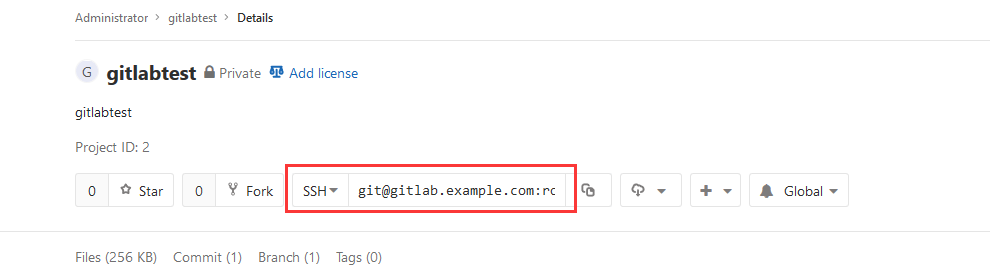 Administrator > gitlabtest > Details
G gitlabtest Private Add license
gitlabtest
Project ID: 2
0 Star 0 Fork SSH git@gitlab.example.com:ro Global
Files (256 KB) Commit (1) Branch (1) Tags (0)